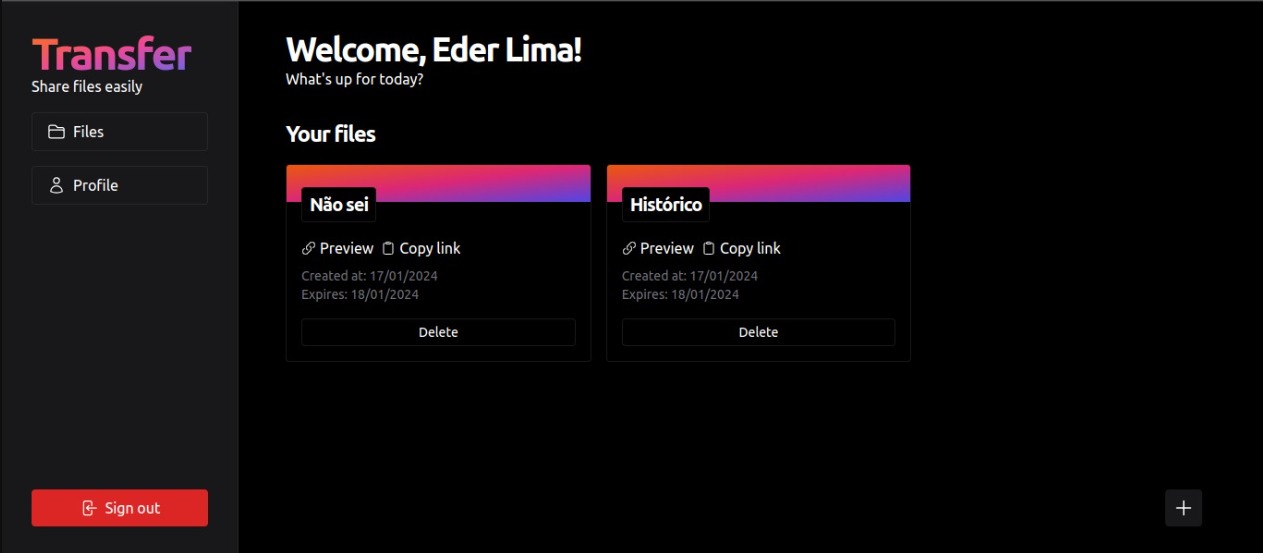 Transfer
Share files easily
Files
Profile
Sign out
Welcome, Eder Lima!
What's up for today?
Your files
Não sei
Preview Copy link
Created at: 17/01/2024
Expires: 18/01/2024
Delete
Histórico
Preview Copy link
Created at: 17/01/2024
Expires: 18/01/2024
Delete